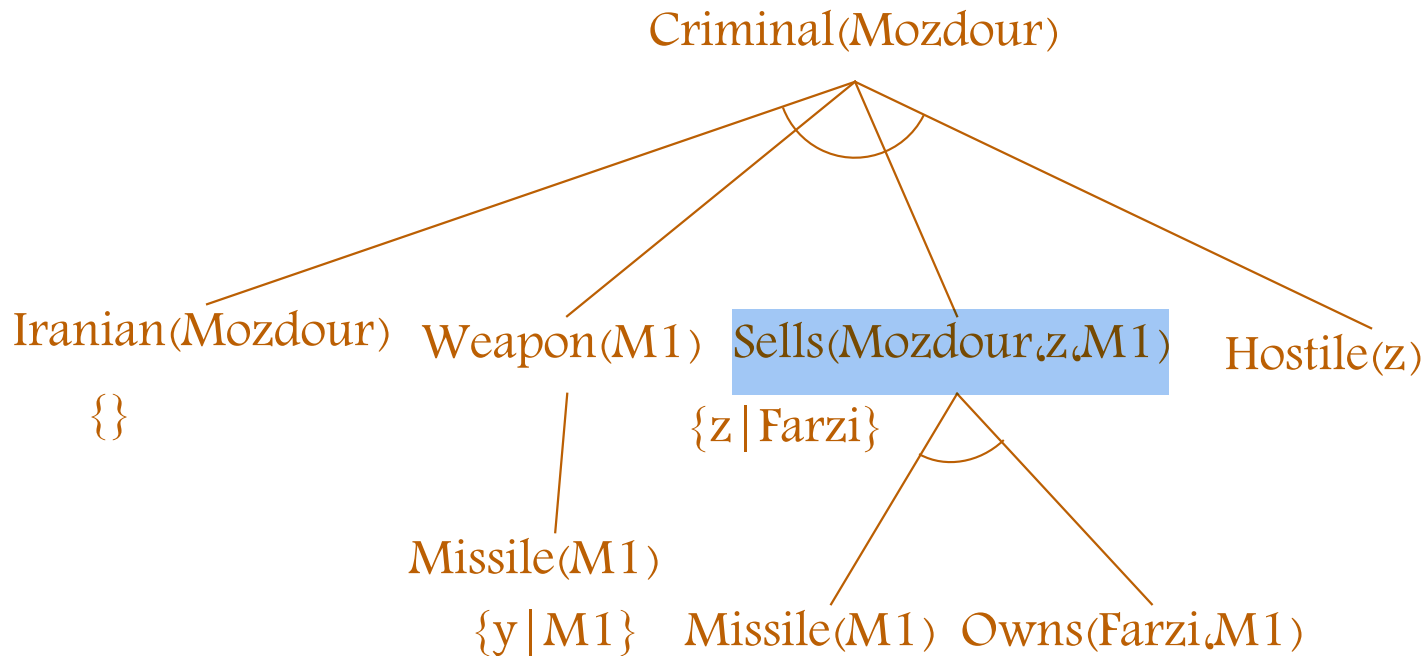 Criminal(Mozdour)
Iranian(Mozdour)
Weapon(M1)
Sells(Mozdour,z,M1)
Hostile(z)
{}
{z|Farzi}
Missile(M1)
{y|M1}
Missile(M1)
Owns(Farzi,M1)